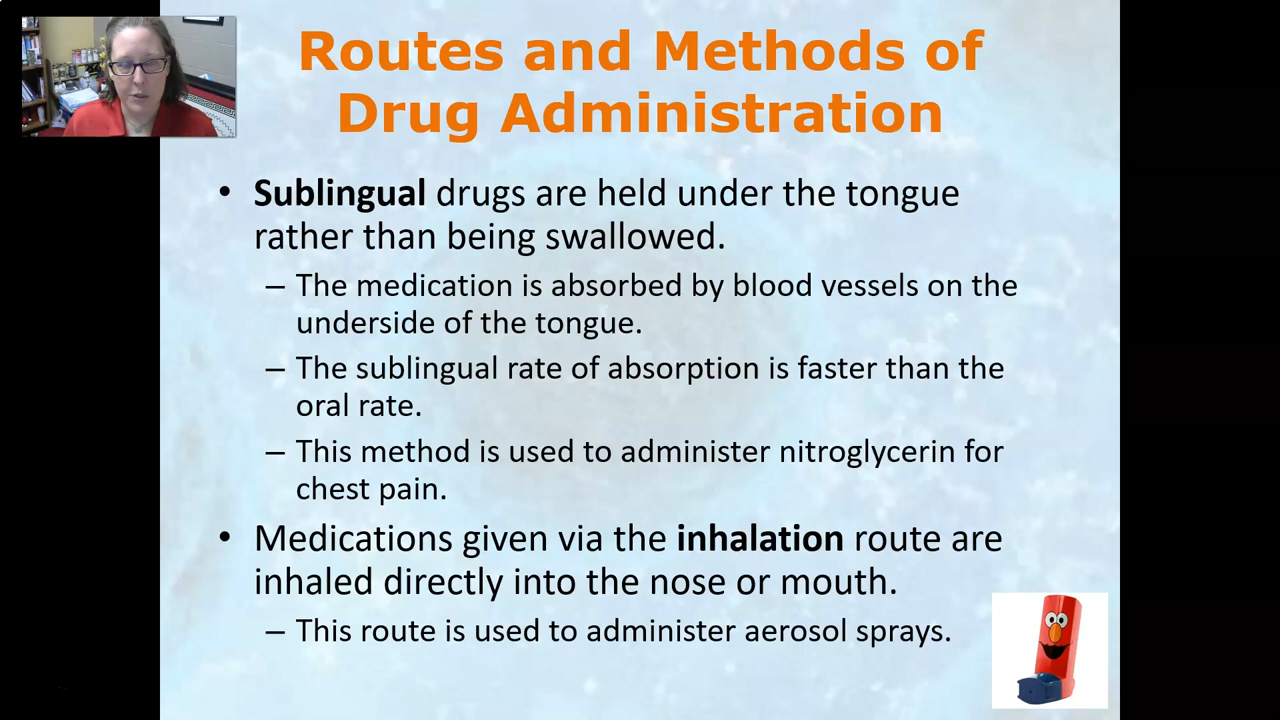 Routes and Methods of
Drug Administration
• Sublingual drugs are held under the tongue
rather than being swallowed.
– The medication is absorbed by blood vessels on the
underside of the tongue.
– The sublingual rate of absorption is faster than the
oral rate.
– This method is used to administer nitroglycerin for
chest pain.
• Medications given via the inhalation route are
inhaled directly into the nose or mouth.
– This route is used to administer aerosol sprays.